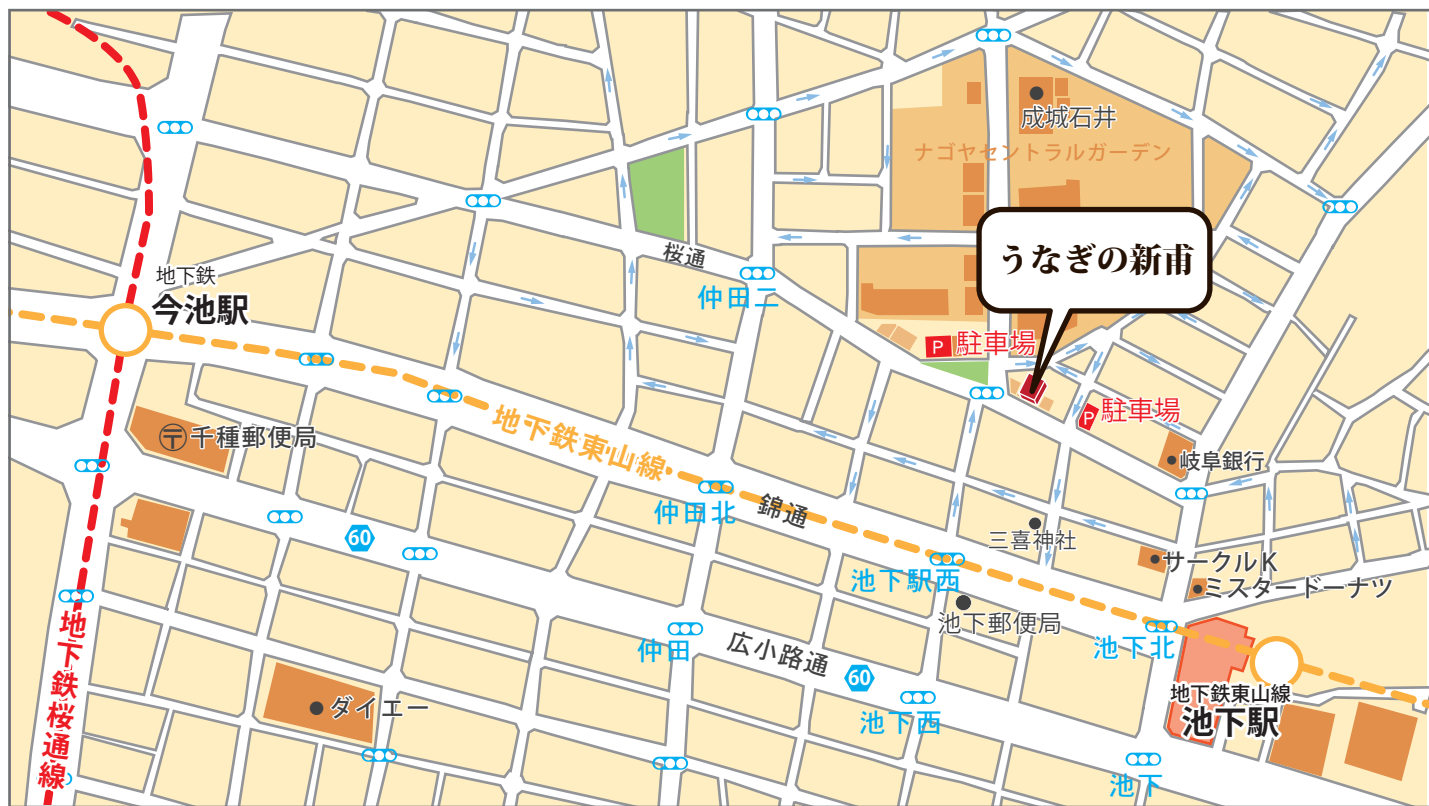 成城石井
ナゴヤセントラルガーデン
うなぎの新甫
桜通
仲田二
地下鉄
今池駅
P 駐車場
P 駐車場
千種郵便局
地下鉄東山線
岐阜銀行
仲田北
錦通
60
三喜神社
サークルK
池下駅西
ミスタードーナツ
池下郵便局
地下鉄桜通線
仲田
広小路通
池下北
60
地下鉄東山線
池下駅
ダイエー
池下西
池下